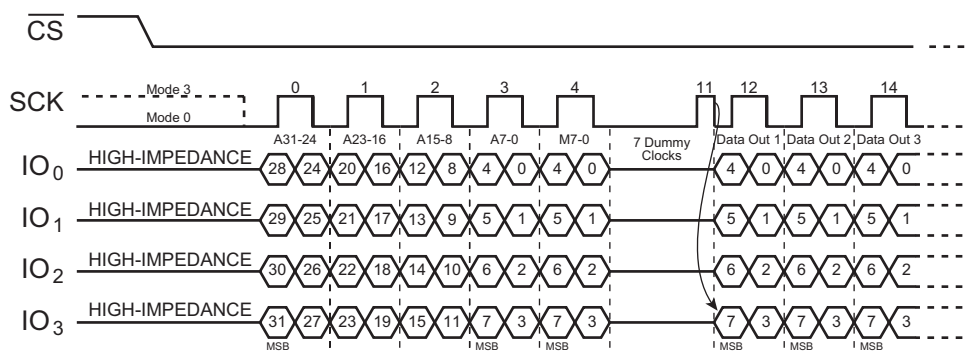 CS
Mode 3
0 1 2 3 4 11 12 13 14
SCK
Mode 0
A31-24 A23-16 A15-8 A7-0 M7-0 7 Dummy Clocks Data Out 1 Data Out 2 Data Out 3
IO0 HIGH-IMPEDANCE 28 24 20 16 12 8 4 0 4 0 4 0 4 0 4 0
IO1 HIGH-IMPEDANCE 29 25 21 17 13 9 5 1 5 1 5 1 5 1 5 1
IO2 HIGH-IMPEDANCE 30 26 22 18 14 10 6 2 6 2 6 2 6 2 6 2
IO3 HIGH-IMPEDANCE 31 27 23 19 15 11 7 3 7 3 7 3 7 3 7 3
MSB MSB MSB MSB MSB MSB